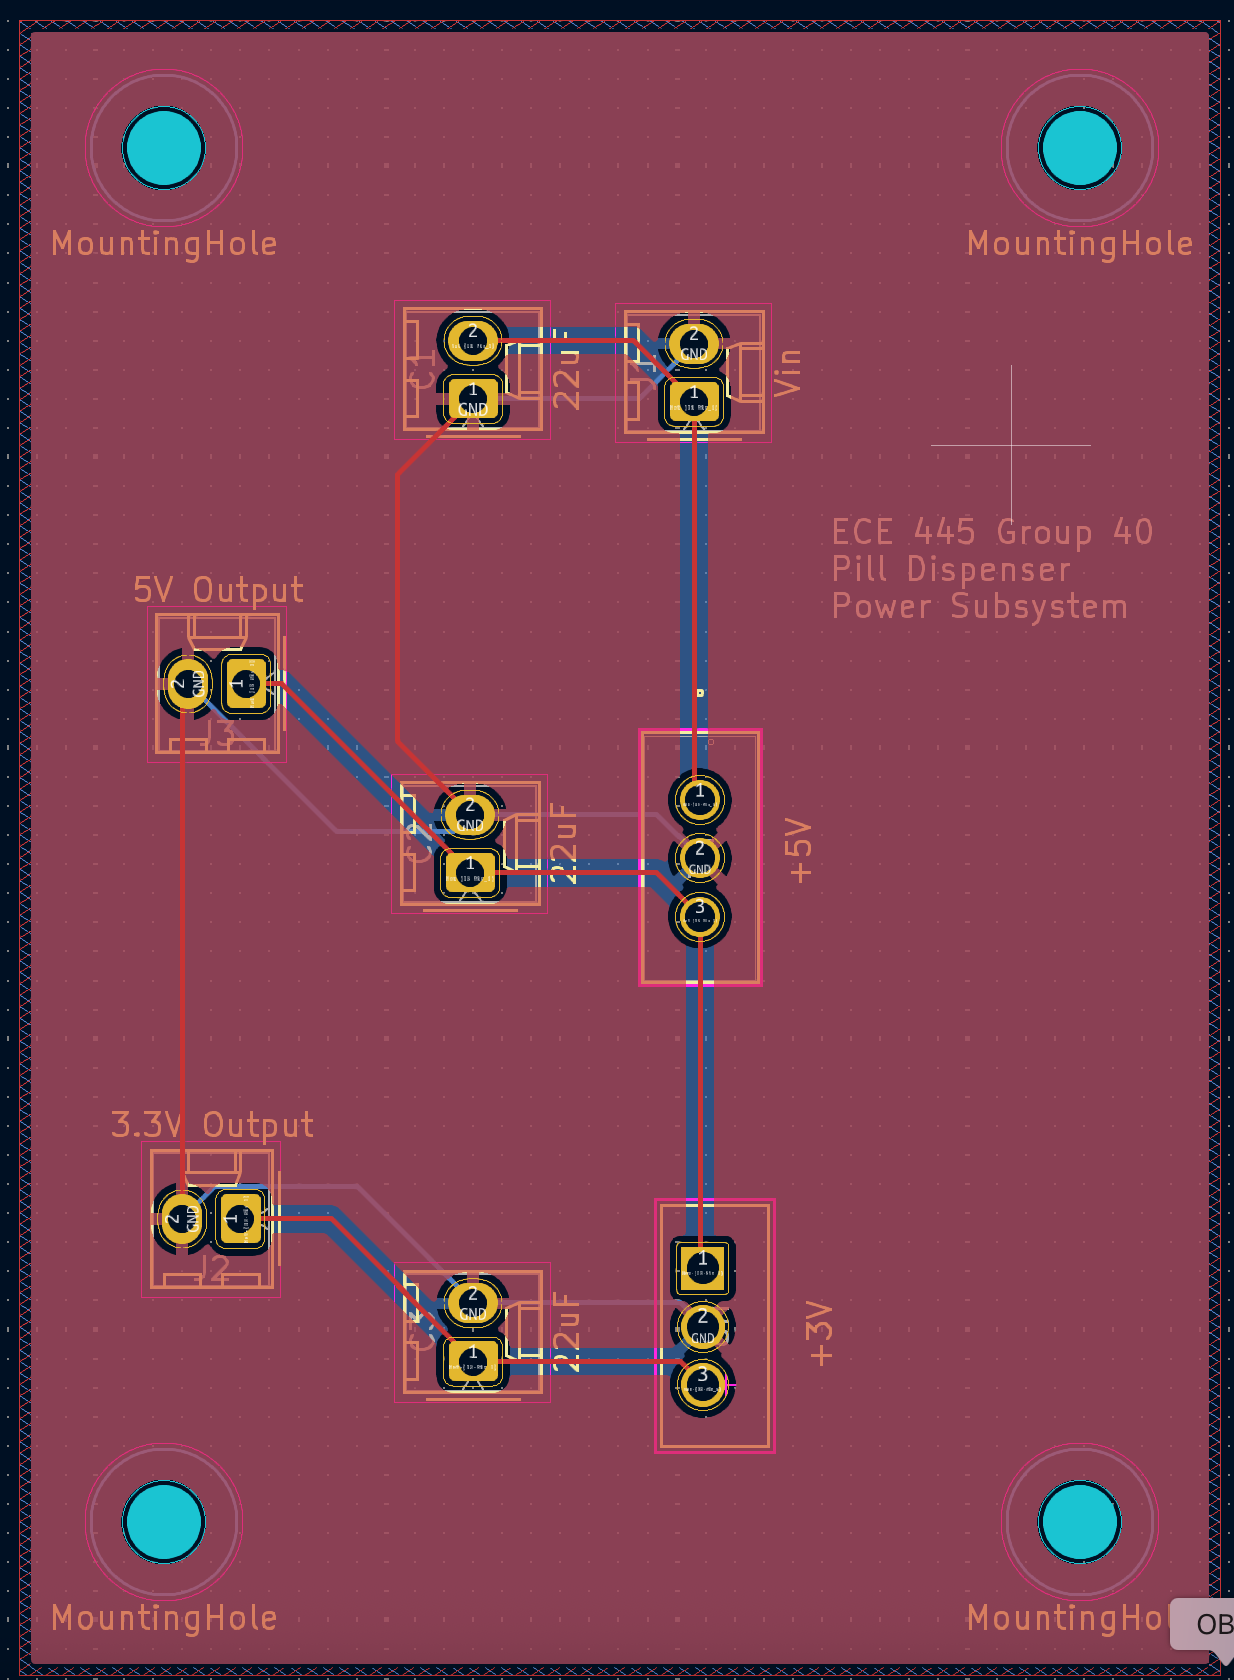 MountingHole
MountingHole
2
GND
1
22u
C1
2
1
GND
Vin
ECE 445 Group 40
Pill Dispenser
Power Subsystem
5V Output
2
GND
1
J3
1
2
GND
3
+5V
2
GND
1
22uF
3.3V Output
2
GND
1
J2
1
2
GND
3
+3V
2
GND
1
22uF
MountingHole
MountingHol
OB